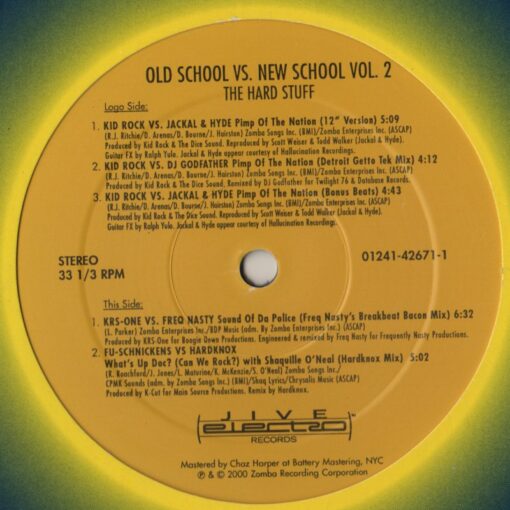 OLD SCHOOL VS. NEW SCHOOL VOL. 2
THE HARD STUFF
Logo Side:
1. KID ROCK VS. JACKAL & HYDE Pimp Of The Nation (12" Version) 5:09
(R.J. Ritchie/D. Arenas/D. Bourne/J. Hairston) Zomba Songs Inc. (BMI)/Zomba Enterprises Inc. (ASCAP)
Produced by Kid Rock & The Dice Sound. Reproduced by Scott Weiser & Todd Walker (Jackal & Hyde).
Guitar FX by Ralph Yule. Jackal & Hyde appear courtesy of Hallucination Recordings.
2. KID ROCK VS. DJ GODFATHER Pimp Of The Nation (Detroit Getto Tek Mix) 4:12
(R.J. Ritchie/D. Arenas/D. Bourne/J. Hairston) Zomba Songs Inc. (BMI)/Zomba Enterprises Inc. (ASCAP)
Produced by Kid Rock & The Dice Sound. Remixed by DJ Godfather for Twilight 76 & Database Records.
3. KID ROCK VS. JACKAL & HYDE Pimp Of The Nation (Bonus Beats) 4:43
(R.J. Ritchie/D. Arenas/D. Bourne/J. Hairston) Zomba Songs Inc. (BMI)/Zomba Enterprises Inc. (ASCAP)
Produced by Kid Rock & The Dice Sound. Reproduced by Scott Weiser & Todd Walker (Jackal & Hyde).
Guitar FX by Ralph Yule. Jackal & Hyde appear courtesy of Hallucination Recordings.
STEREO
33 1/3 RPM
01241-42671-1
This Side:
1. KRS-ONE VS. FREQ NASTY Sound Of Da Police (Freq Nasty's Breakbeat Bacon Mix) 6:32
(L. Parker) Zomba Enterprises Inc./BDP Music (adm. By Zomba Enterprises Inc.) (ASCAP)
Produced by KRS-One for Boogie Down Productions. Engineered & remixed by Freq Nasty for Frequently Nasty Productions.
2. FU-SCHNICKENS VS HARDKNOX
What's Up Doc? (Can We Rock?) with Shaquille O'Neal (Hardknox Mix) 5:02
(R. Roachford/J. Jones/L. Maturine/K. McKenzie/S. O'Neal) Zomba Songs Inc./
CPMK Sounds (adm. by Zomba Songs Inc.) (BMI)/Shaq Lyrics/Chrysalis Music (ASCAP)
Produced by K-Cut for Main Source Productions. Remix by Hardknox.
JIVE
electro
RECORDS
Mastered by Chaz Harper at Battery Mastering, NYC
℗ & © 2000 Zomba Recording Corporation